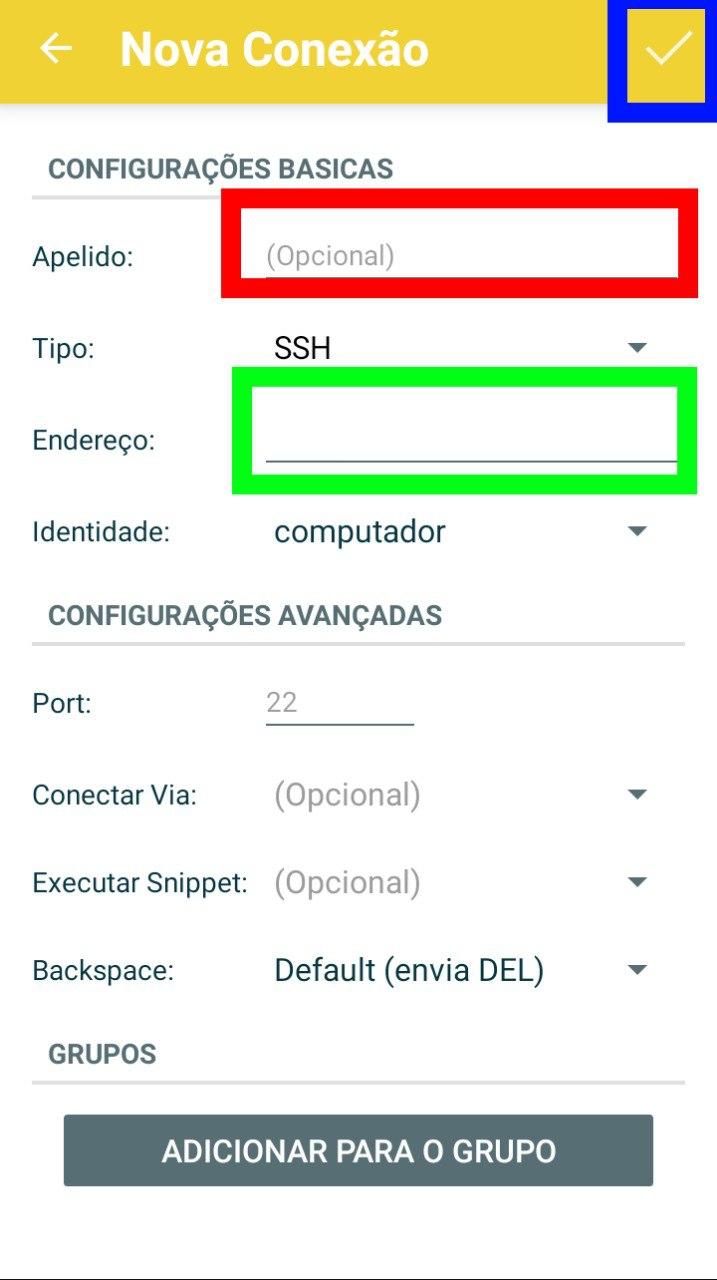 Nova Conexão
CONFIGURAÇÕES BASICAS
Apelido: (Opcional)
Tipo: SSH
Endereço:
Identidade: computador
CONFIGURAÇÕES AVANÇADAS
Port: 22
Conectar Via: (Opcional)
Executar Snippet: (Opcional)
Backspace: Default (envia DEL)
GRUPOS
ADICIONAR PARA O GRUPO